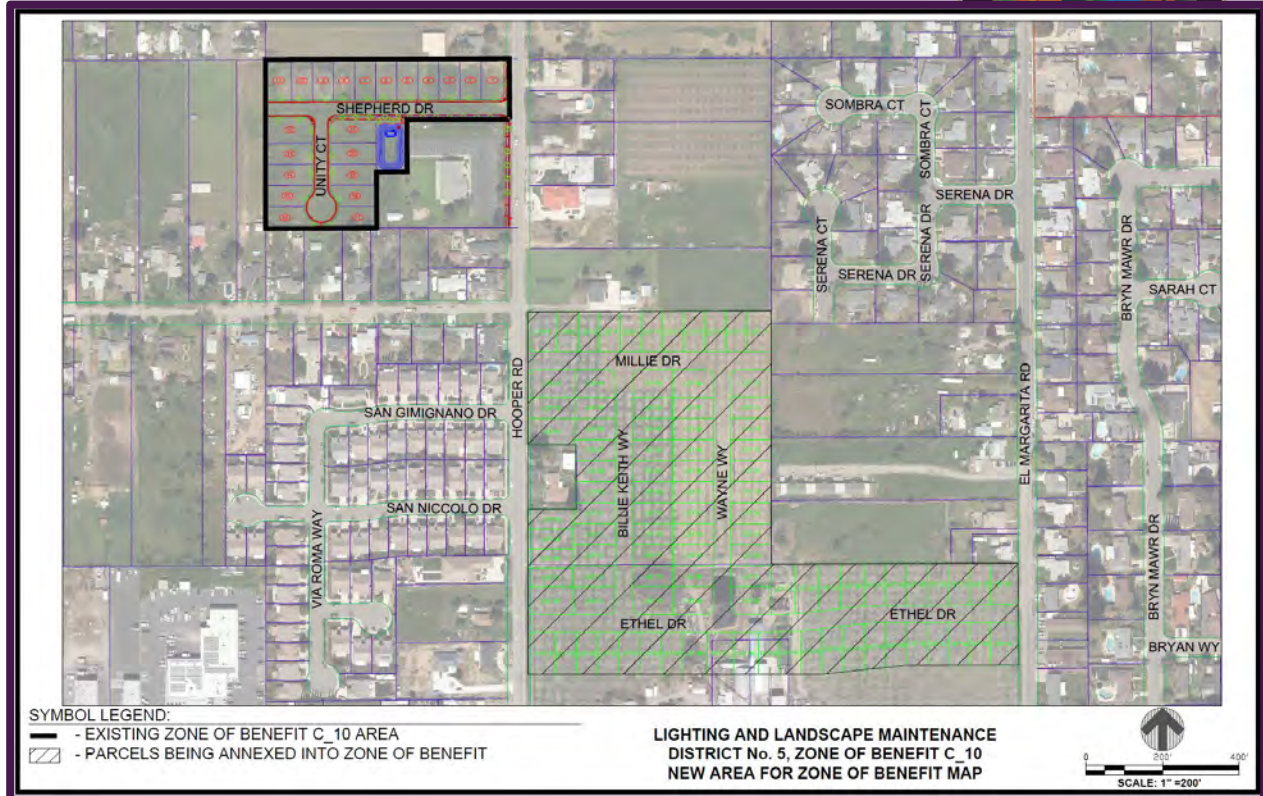 SHEPHERD DR
UNITY CT
SOMBRA CT
SOMBRA CT
SERENA DR
SERENA CT
SERENA DR
SERENA DR
BRYN MAWR DR
SARAH CT
HOOPER RD
MILLIE DR
EL MARGARITA RD
SAN GIMIGNANO DR
BILLIE KEITH WY
WAYNE WY
SAN NICCOLO DR
VIA ROMA WAY
BRYN MAWR DR
ETHEL DR
ETHEL DR
BRYAN WY
SYMBOL LEGEND:
- EXISTING ZONE OF BENEFIT C_10 AREA
- PARCELS BEING ANNEXED INTO ZONE OF BENEFIT
LIGHTING AND LANDSCAPE MAINTENANCE
DISTRICT No. 5, ZONE OF BENEFIT C_10
NEW AREA FOR ZONE OF BENEFIT MAP
0 200' 400'
SCALE: 1" =200'